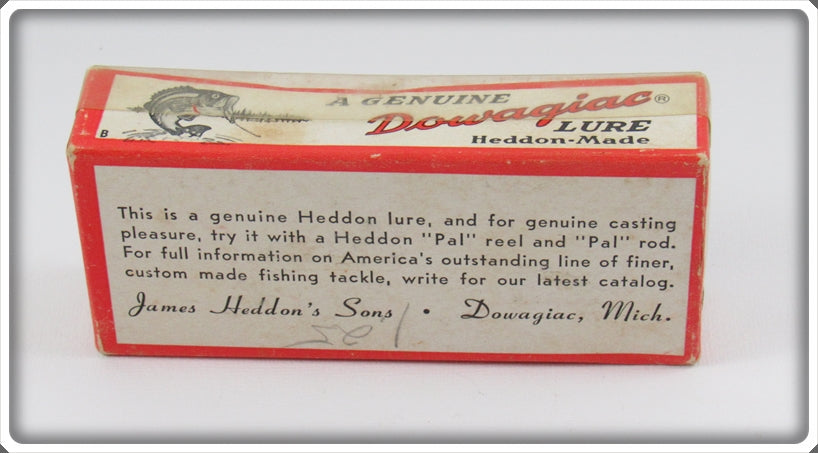 A GENUINE
Dowagiac®
LURE
Heddon-Made
B
This is a genuine Heddon lure, and for genuine casting
pleasure, try it with a Heddon "Pal" reel and "Pal" rod.
For full information on America's outstanding line of finer,
custom made fishing tackle, write for our latest catalog.
James Heddon's Sons • Dowagiac, Mich.